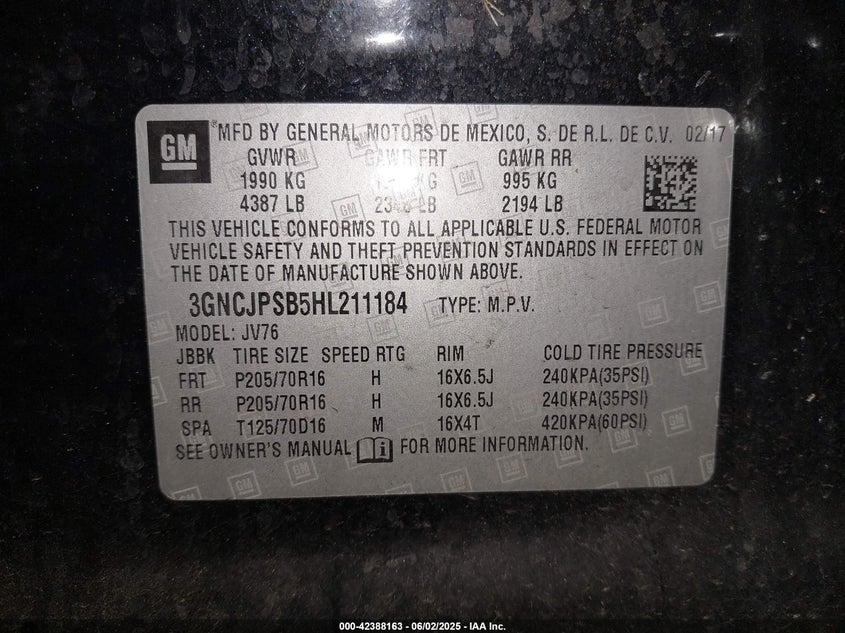 GM
MFD BY GENERAL MOTORS DE MEXICO, S. DE R.L. DE C.V. 02/17
GVWR GAWR FRT GAWR RR
1990 KG KG 995 KG
4387 LB LB 2194 LB
THIS VEHICLE CONFORMS TO ALL APPLICABLE U.S. FEDERAL MOTOR
VEHICLE SAFETY AND THEFT PREVENTION STANDARDS IN EFFECT ON
THE DATE OF MANUFACTURE SHOWN ABOVE.
3GNCJPSB5HL211184 TYPE: M.P.V.
MODEL: JV76
JBBK TIRE SIZE SPEED RTG RIM COLD TIRE PRESSURE
FRT P205/70R16 H 16X6.5J 240KPA(35PSI)
RR P205/70R16 H 16X6.5J 240KPA(35PSI)
SPA T125/70D16 M 16X4T 420KPA(60PSI)
SEE OWNER'S MANUAL FOR MORE INFORMATION.
000-42388163 - 06/02/2025 - IAA Inc.